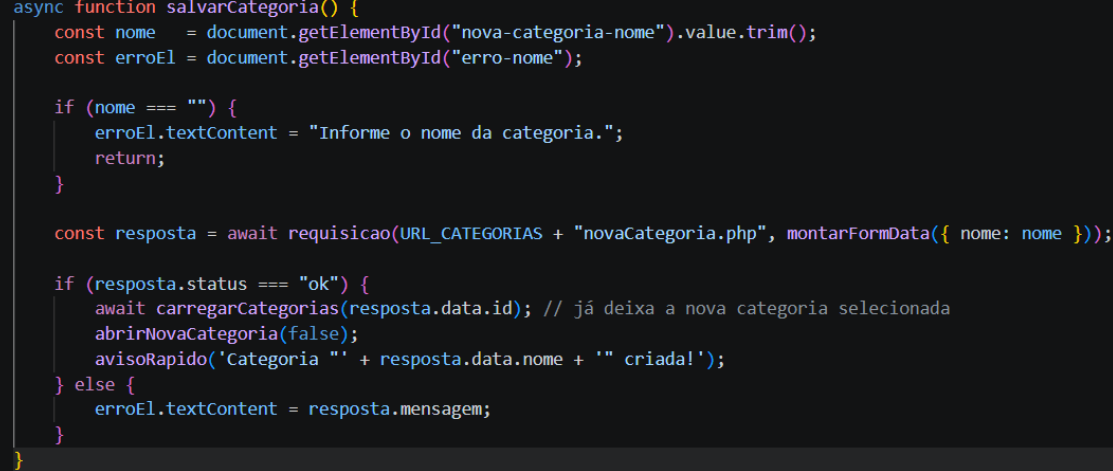 async function salvarCategoria() {
    const nome   = document.getElementById("nova-categoria-nome").value.trim();
    const erroEl = document.getElementById("erro-nome");

    if (nome === "") {
        erroEl.textContent = "Informe o nome da categoria.";
        return;
    }

    const resposta = await requisicao(URL_CATEGORIAS + "novaCategoria.php", montarFormData({ nome: nome }));

    if (resposta.status === "ok") {
        await carregarCategorias(resposta.data.id); // já deixa a nova categoria selecionada
        abrirNovaCategoria(false);
        avisoRapido('Categoria "' + resposta.data.nome + '" criada!');
    } else {
        erroEl.textContent = resposta.mensagem;
    }
}